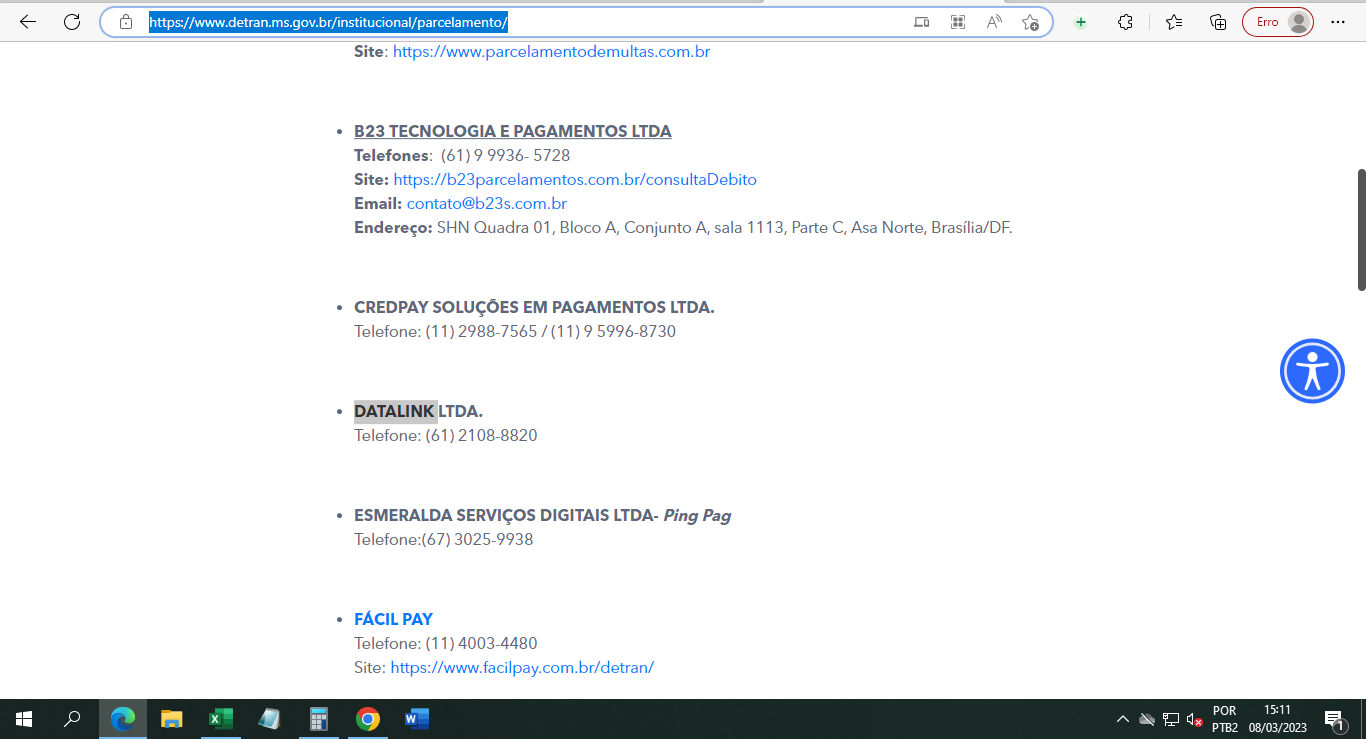 https://www.detran.ms.gov.br/institucional/parcelamento/
Erro
Site: https://www.parcelamentodemultas.com.br
• B23 TECNOLOGIA E PAGAMENTOS LTDA
Telefones:  (61) 9 9936- 5728
Site: https://b23parcelamentos.com.br/consultaDebito
Email: contato@b23s.com.br
Endereço: SHN Quadra 01, Bloco A, Conjunto A, sala 1113, Parte C, Asa Norte, Brasília/DF.
• CREDPAY SOLUÇÕES EM PAGAMENTOS LTDA.
Telefone: (11) 2988-7565 / (11) 9 5996-8730
• DATALINK LTDA.
Telefone: (61) 2108-8820
• ESMERALDA SERVIÇOS DIGITAIS LTDA- Ping Pag
Telefone:(67) 3025-9938
• FÁCIL PAY
Telefone: (11) 4003-4480
Site: https://www.facilpay.com.br/detran/
POR
PTB2
15:11
08/03/2023
1